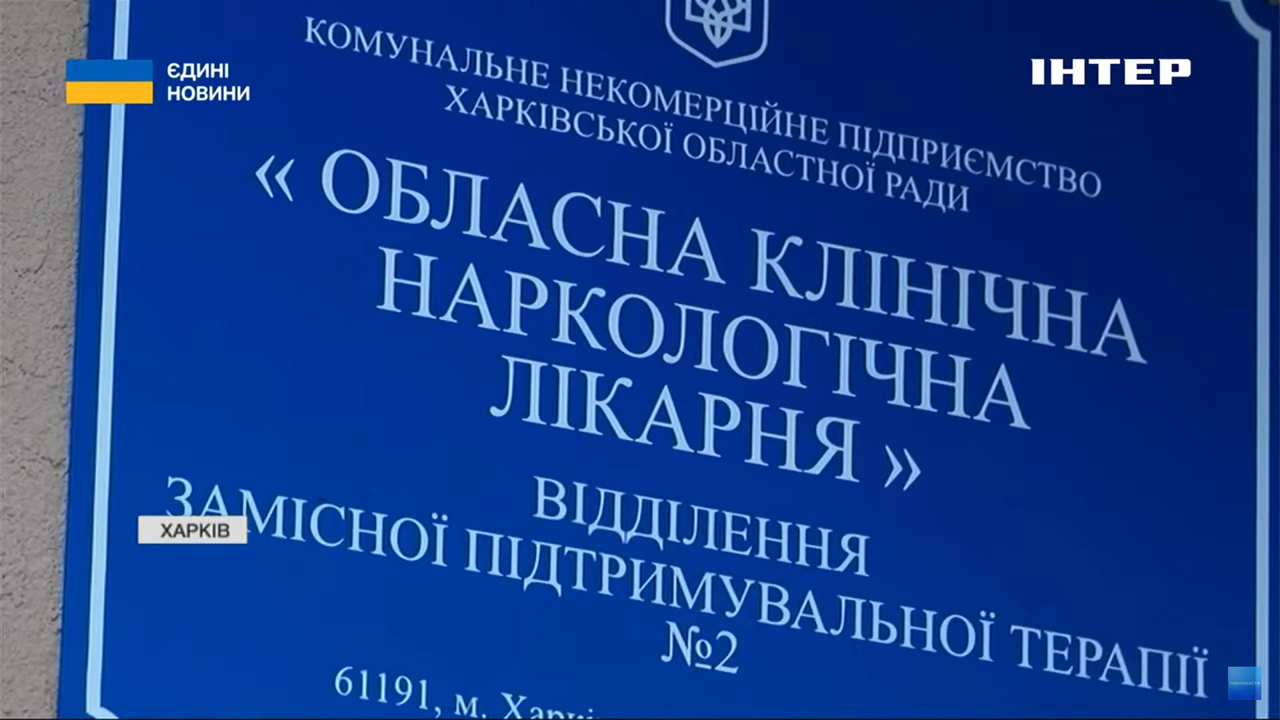 ЄДИНІ
НОВИНИ
ІНТЕР
КОМУНАЛЬНЕ НЕКОМЕРЦІЙНЕ ПІДПРИЄМСТВО
ХАРКІВСЬКОЇ ОБЛАСТНОЇ РАДИ
« ОБЛАСНА КЛІНІЧНА
НАРКОЛОГІЧНА
ЛІКАРНЯ »
ВІДДІЛЕННЯ
ЗАМІСНОЇ ПІДТРИМУВАЛЬНОЇ ТЕРАПІЇ
ХАРКІВ
№2
61191, м.